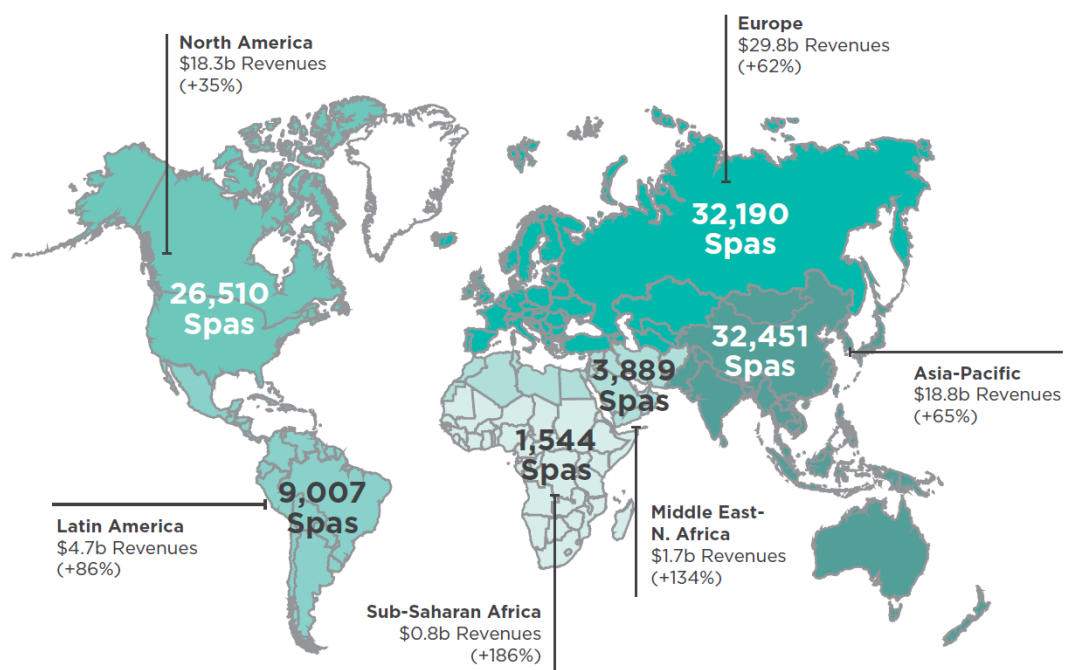 North America
$18.3b Revenues
(+35%)
Europe
$29.8b Revenues
(+62%)
26,510
Spas
32,190
Spas
32,451
Spas
3,889
Spas
Asia-Pacific
$18.8b Revenues
(+65%)
1,544
Spas
9,007
Spas
Latin America
$4.7b Revenues
(+86%)
Middle East-
N. Africa
$1.7b Revenues
(+134%)
Sub-Saharan Africa
$0.8b Revenues
(+186%)